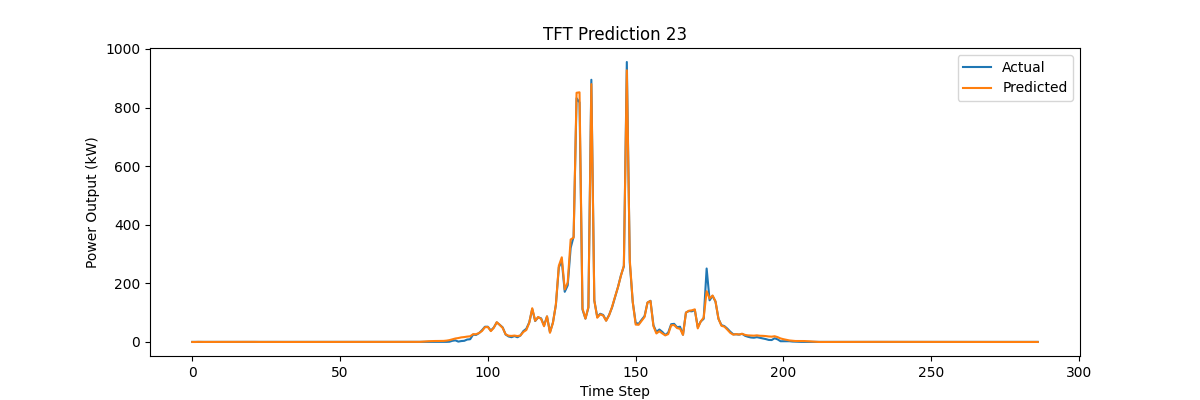 TFT Prediction 23
Actual
Predicted
Power Output (kW)
1000
800
600
400
200
0
0 50 100 150 200 250 300
Time Step